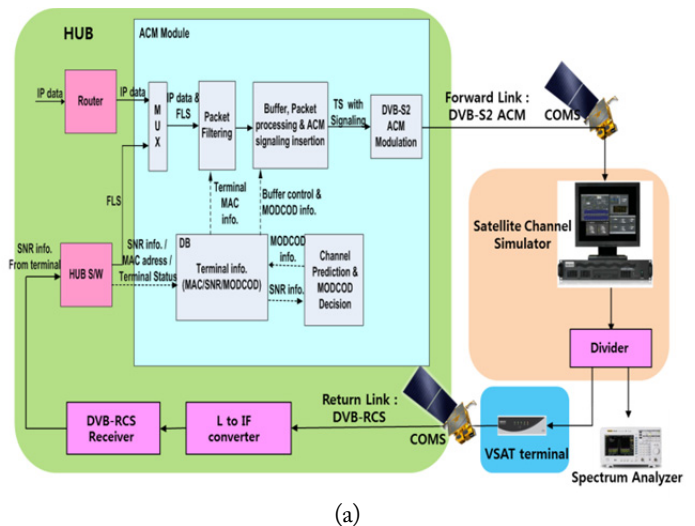 HUB
ACM Module
IP data
Router
IP data
M
U
X
IP data &
FLS
Packet
Filtering
Buffer, Packet
processing & ACM
signaling insertion
TS with
Signaling
DVB-S2
ACM
Modulation
Forward Link :
DVB-S2 ACM
COMS
FLS
Terminal
MAC
info.
Buffer control &
MODCOD info.
Satellite Channel
Simulator
SNR info.
From terminal
HUB S/W
SNR info. /
MAC adress /
Terminal Status
DB
Terminal info.
(MAC/SNR/MODCOD)
MODCOD
info.
SNR info.
Channel
Prediction &
MODCOD
Decision
Divider
DVB-RCS
Receiver
L to IF
converter
Return Link :
DVB-RCS
COMS
VSAT terminal
Spectrum Analyzer
(a)